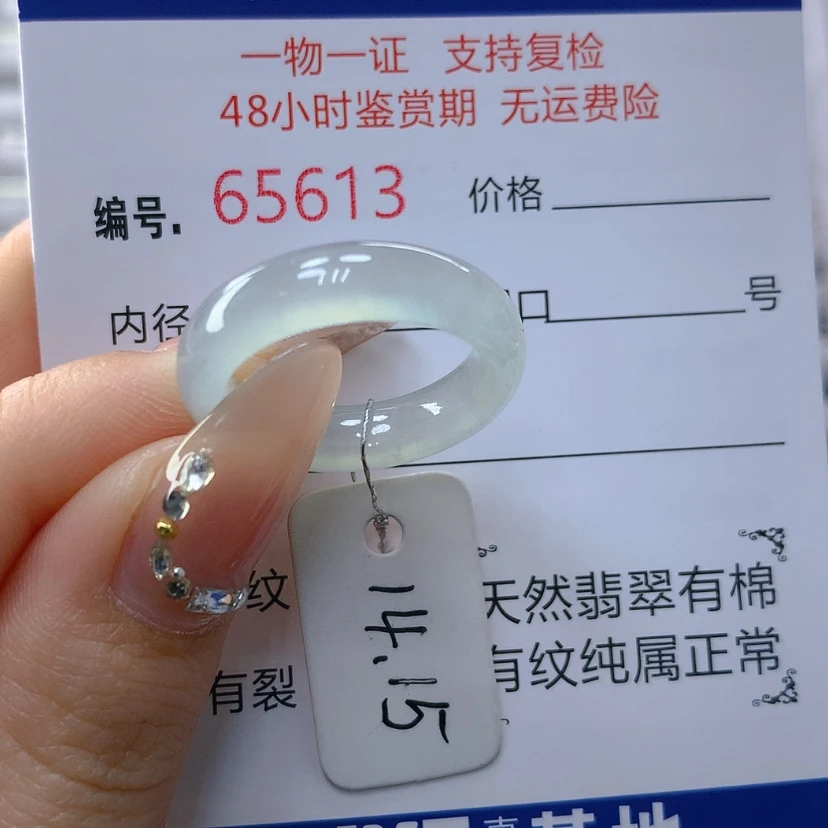 一物一证 支持复检
48小时鉴赏期 无运费险
编号. 65613 价格
内径 口 号
纹 天然翡翠有棉
有裂 有纹纯属正常
14.15
基地